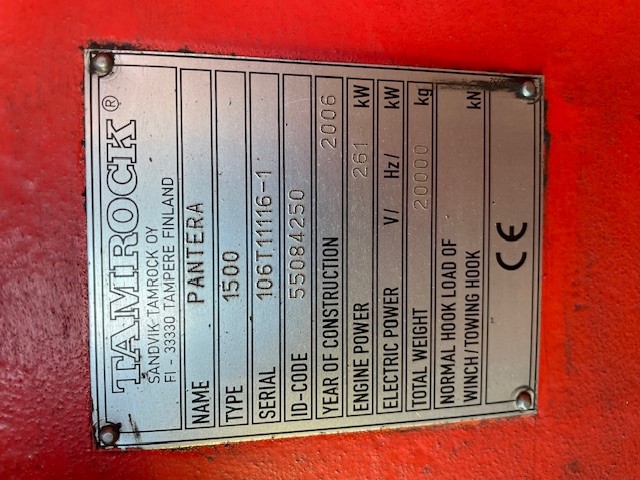 TAMROCK ®
SANDVIK TAMROCK OY
FI - 33330 TAMPERE FINLAND
NAME PANTERA
TYPE 1500
SERIAL 106T11116-1
ID-CODE 55084250
YEAR OF CONSTRUCTION 2006
ENGINE POWER 261 kW
ELECTRIC POWER V/ Hz/ kW
TOTAL WEIGHT 20000 kg
NORMAL HOOK LOAD OF
WINCH / TOWING HOOK kN
CE